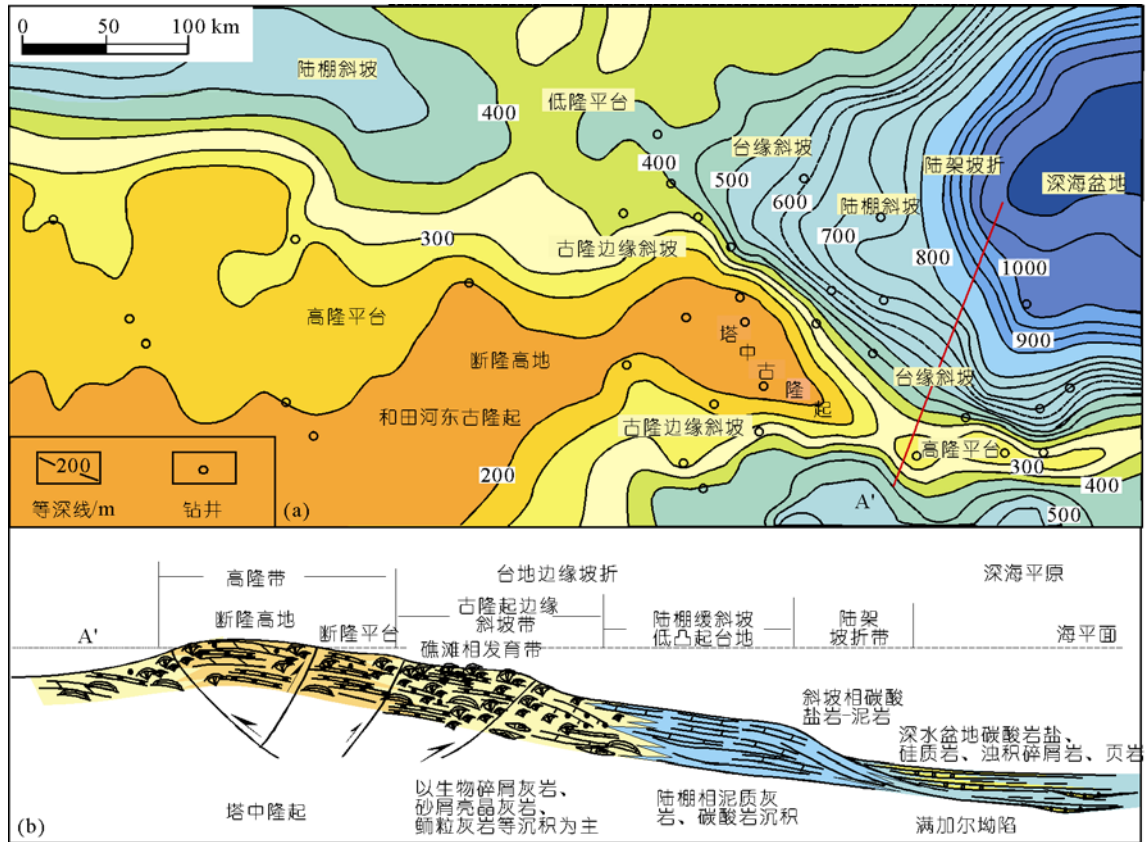 0 50 100 km
陆棚斜坡
400
低隆平台
400
台缘斜坡
500
600
陆棚斜坡
700
800
陆架坡折
深海盆地
1000
900
300
古隆边缘斜坡
高隆平台
断隆高地
塔中古隆起
和田河东古隆起
古隆边缘斜坡
台缘斜坡
高隆平台
300
400
200
500
A'
200
等深线/m
钻井
(a)
高隆带
台地边缘坡折
深海平原
断隆高地
断隆平台
古隆起边缘
斜坡带
陆棚缓斜坡
低凸起台地
陆架
坡折带
A'
礁滩相发育带
海平面
斜坡相碳酸
盐岩-泥岩
深水盆地碳酸岩盐、
硅质岩、浊积碎屑岩、页岩
塔中隆起
以生物碎屑灰岩、
砂屑亮晶灰岩、
鲕粒灰岩等沉积为主
陆棚相泥质灰
岩、碳酸岩沉积
满加尔坳陷
(b)